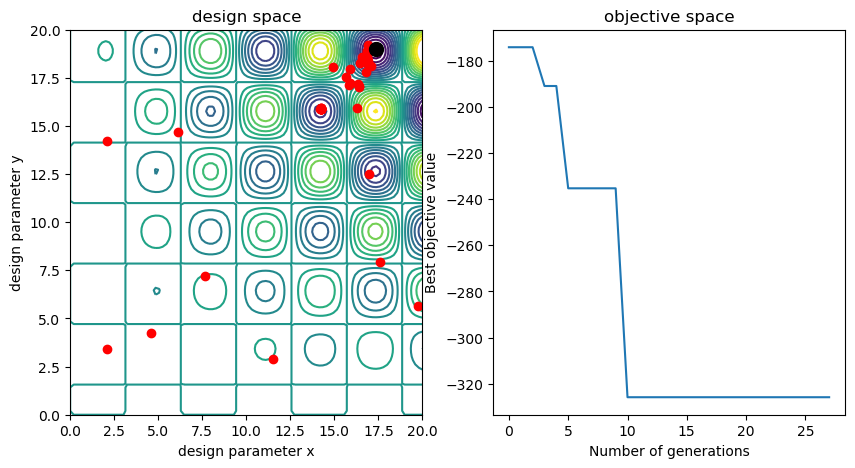 design space
20.0
17.5
15.0
12.5
10.0
7.5
5.0
2.5
0.0
design parameter y
0.0 2.5 5.0 7.5 10.0 12.5 15.0 17.5 20.0
design parameter x
objective space
−180
−200
−220
−240
−260
−280
−300
−320
Best objective value
0 5 10 15 20 25
Number of generations